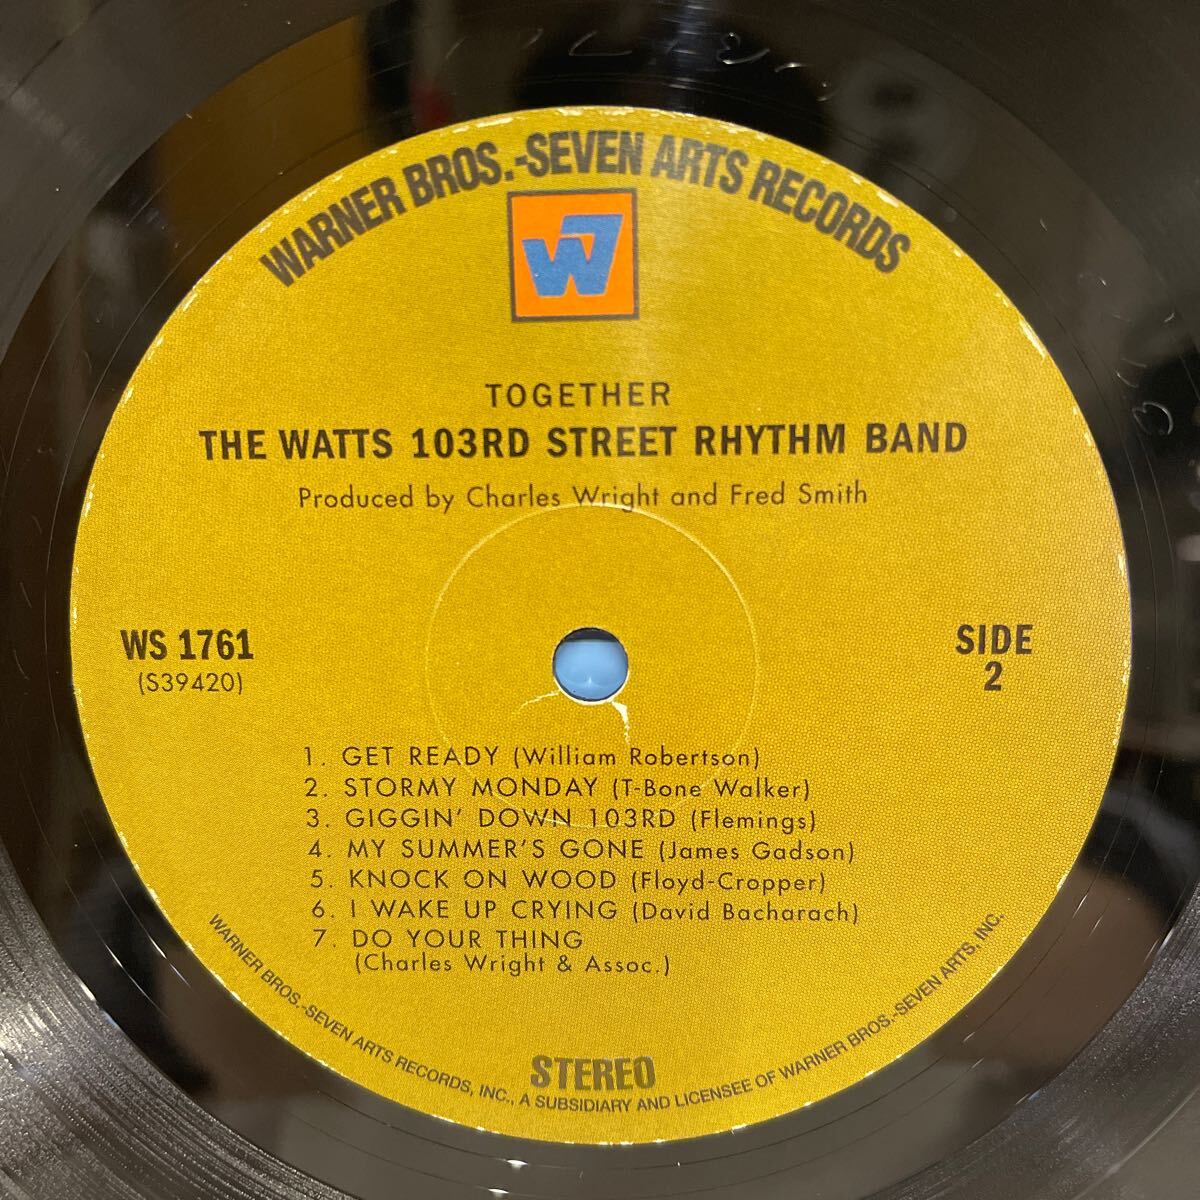 WARNER BROS.-SEVEN ARTS RECORDS
W7
TOGETHER
THE WATTS 103RD STREET RHYTHM BAND
Produced by Charles Wright and Fred Smith
WS 1761
(S39420)
SIDE
2
1. GET READY (William Robertson)
2. STORMY MONDAY (T-Bone Walker)
3. GIGGIN' DOWN 103RD (Flemings)
4. MY SUMMER'S GONE (James Gadson)
5. KNOCK ON WOOD (Floyd-Cropper)
6. I WAKE UP CRYING (David Bacharach)
7. DO YOUR THING
(Charles Wright & Assoc.)
STEREO
WARNER BROS.-SEVEN ARTS RECORDS, INC., A SUBSIDIARY AND LICENSEE OF WARNER BROS.-SEVEN ARTS, INC.